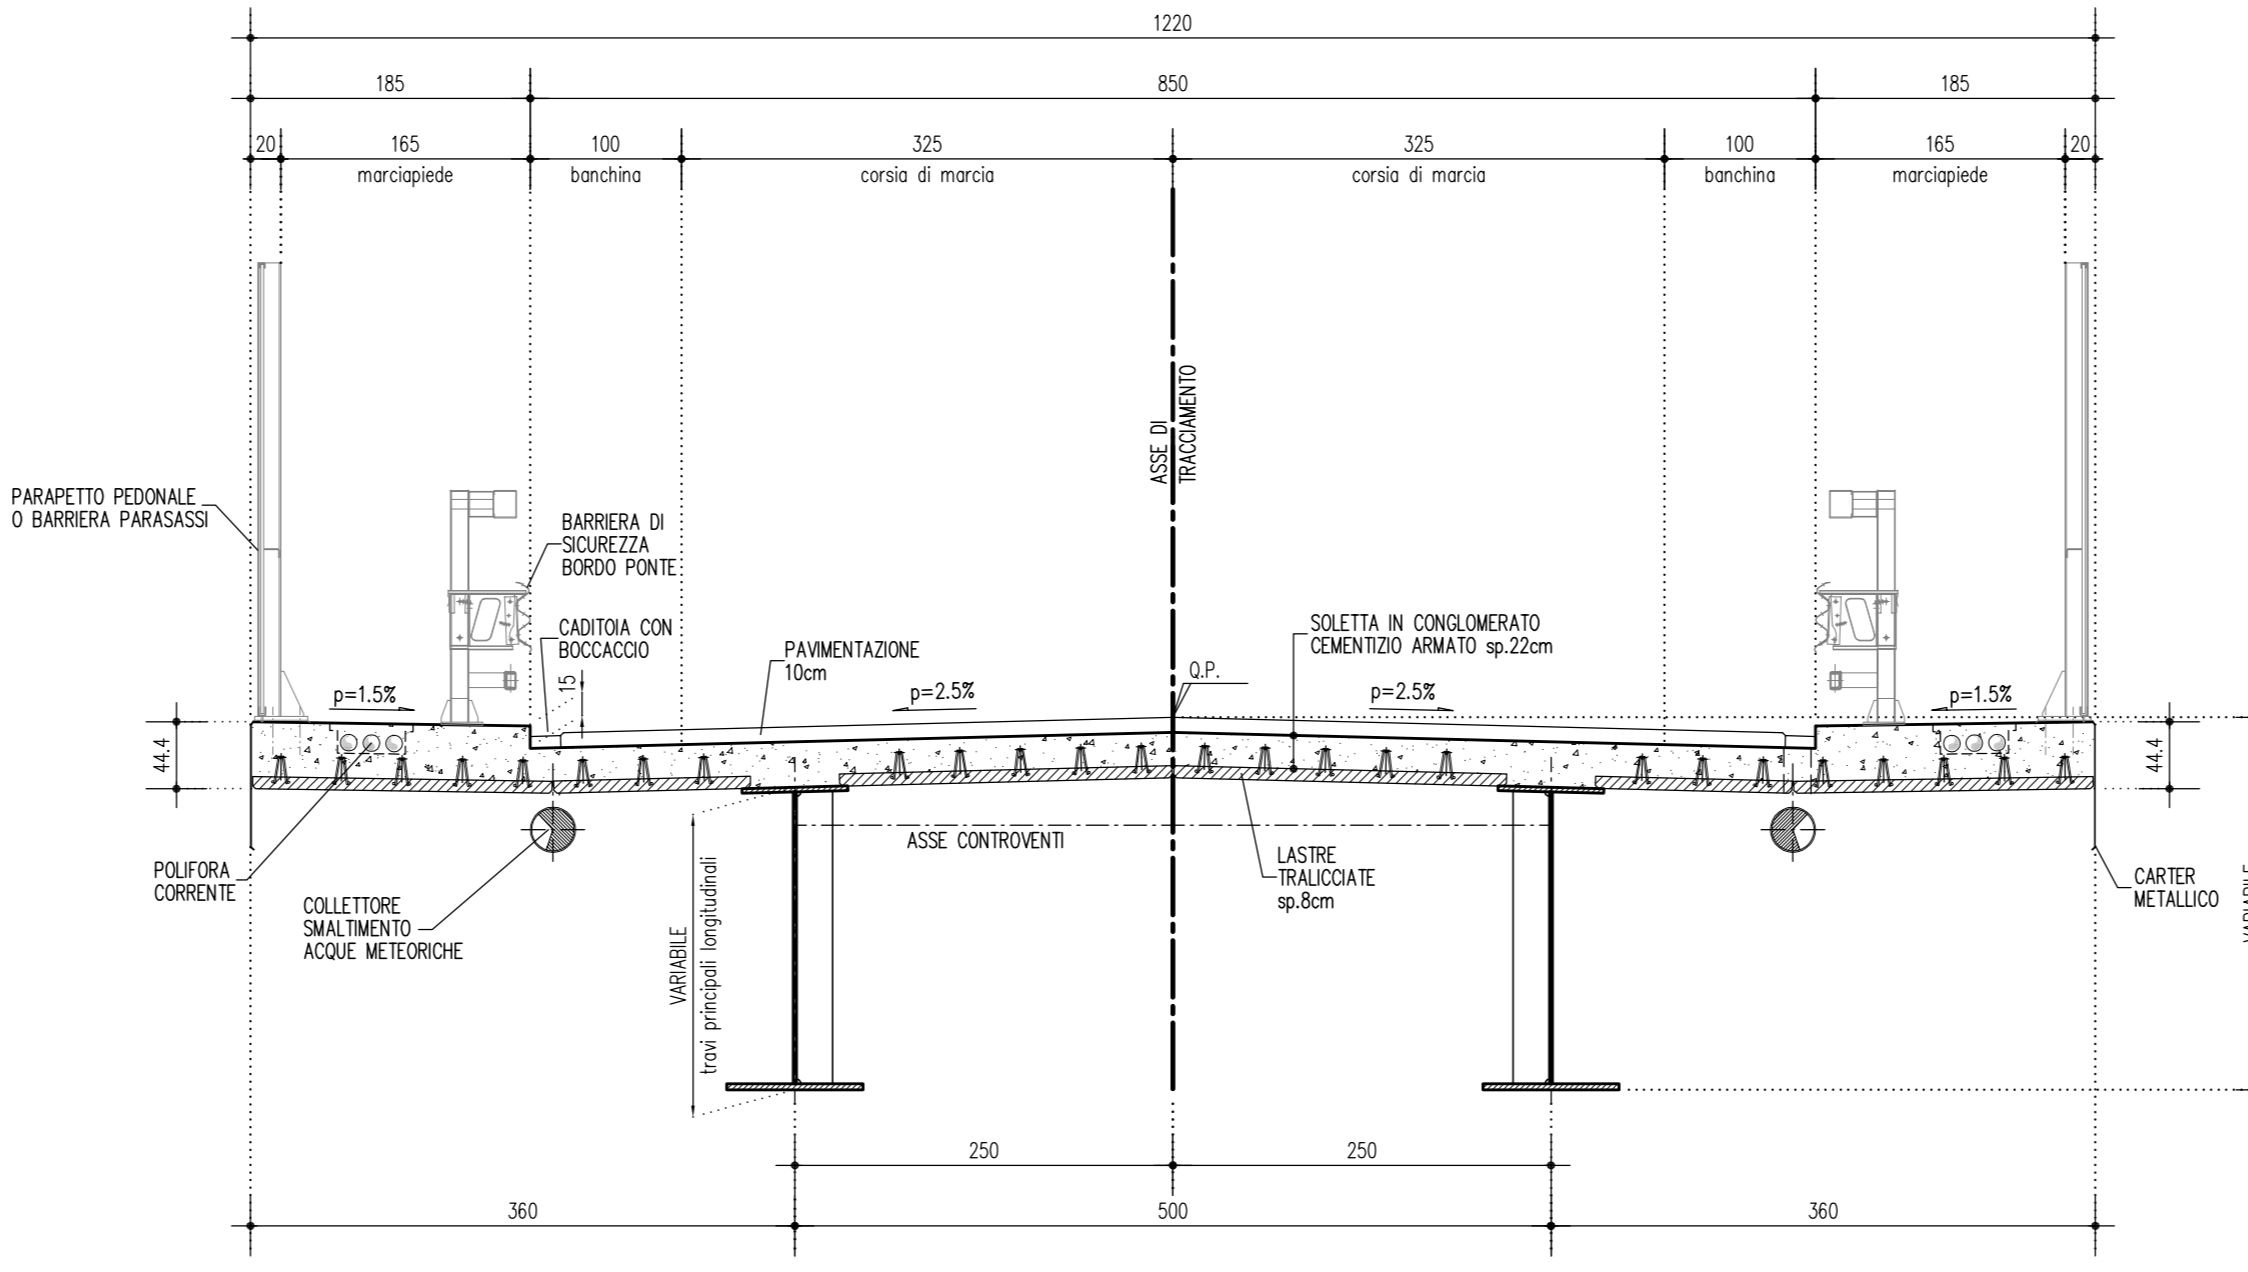 1220
185 850 185
20 165 100 325 325 100 165 20
marciapiede banchina corsia di marcia corsia di marcia banchina marciapiede
ASSE DI
TRACCIAMENTO
PARAPETTO PEDONALE
O BARRIERA PARASASSI
BARRIERA DI
SICUREZZA
BORDO PONTE
CADITOIA CON
BOCCACCIO
15
PAVIMENTAZIONE
10cm
SOLETTA IN CONGLOMERATO
CEMENTIZIO ARMATO sp.22cm
Q.P.
p=1.5%
p=2.5%
p=2.5%
p=1.5%
44.4
44.4
ASSE CONTROVENTI
LASTRE
TRALICCIATE
sp.8cm
POLIFORA
CORRENTE
COLLETTORE
SMALTIMENTO
ACQUE METEORICHE
VARIABILE
travi principali longitudinali
CARTER
METALLICO
250 250
360 500 360